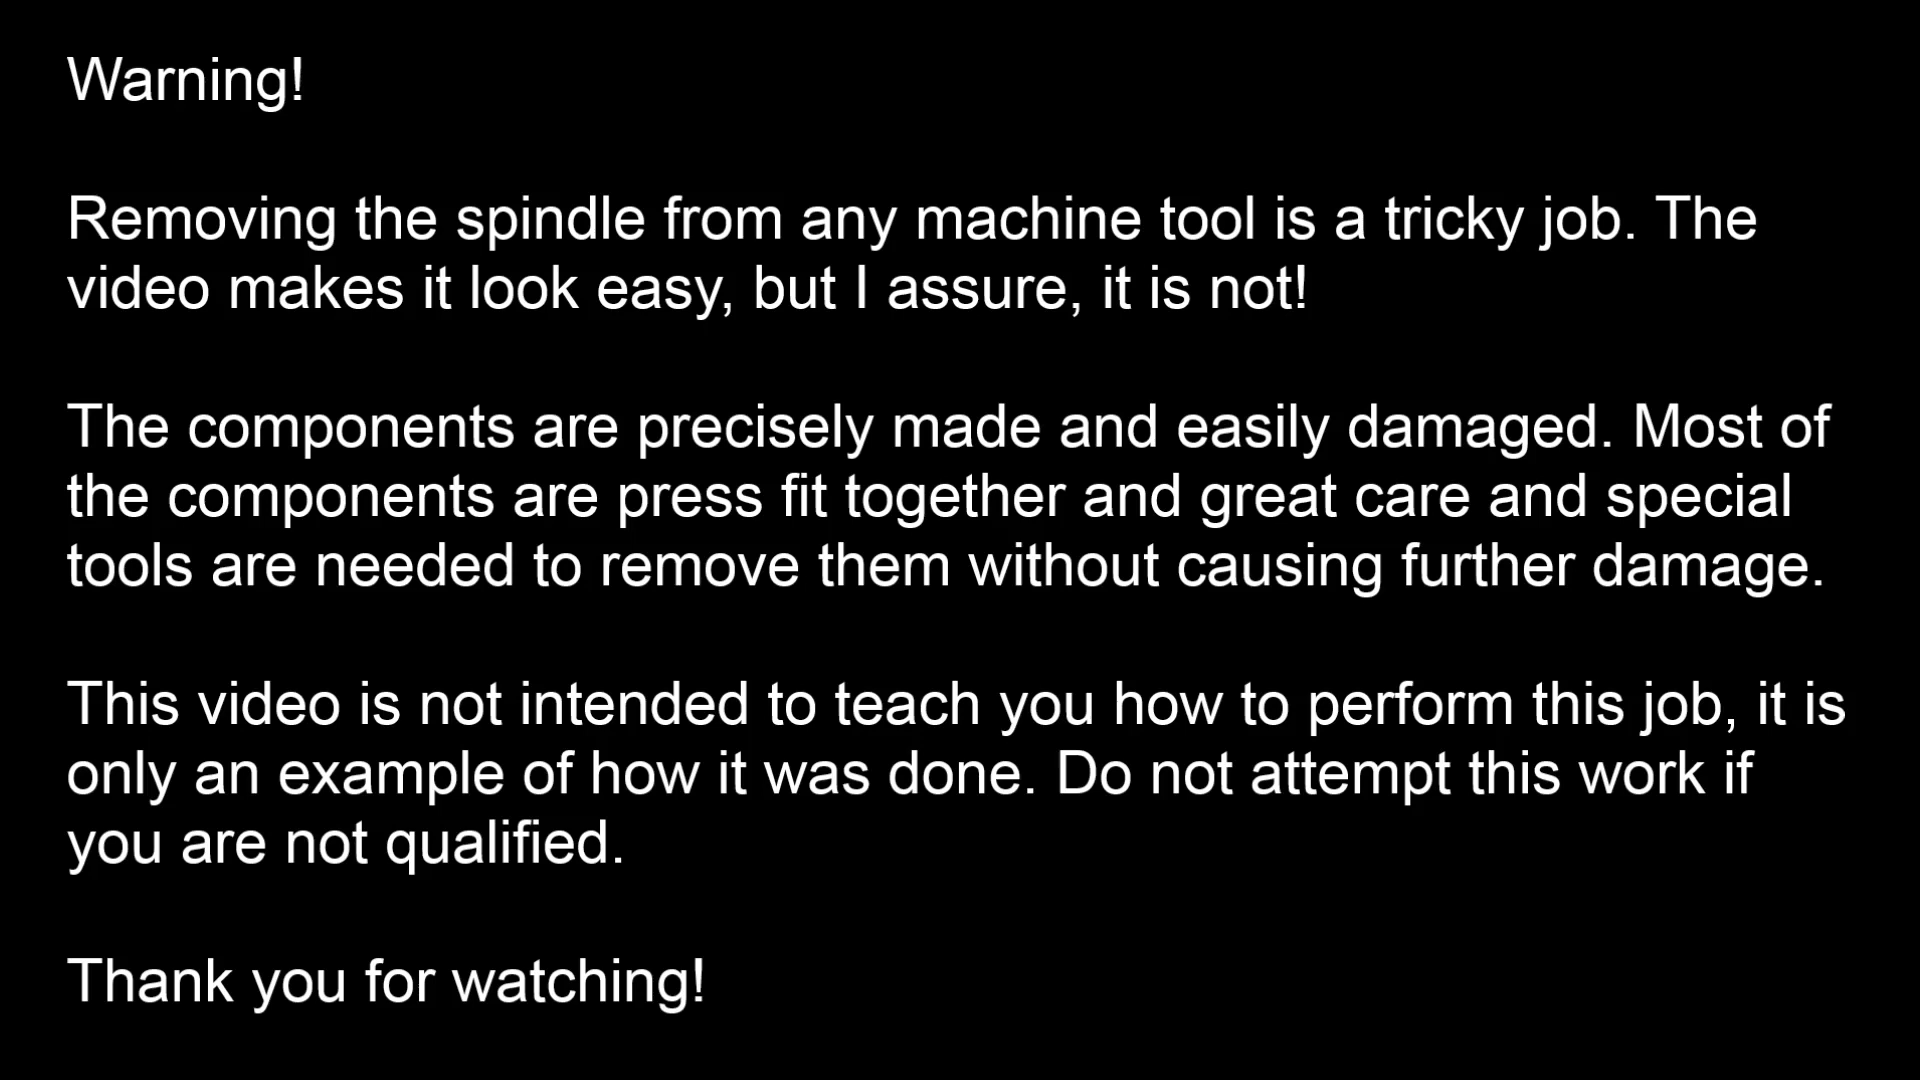 Warning!
Removing the spindle from any machine tool is a tricky job. The
video makes it look easy, but I assure, it is not!
The components are precisely made and easily damaged. Most of
the components are press fit together and great care and special
tools are needed to remove them without causing further damage.
This video is not intended to teach you how to perform this job, it is
only an example of how it was done. Do not attempt this work if
you are not qualified.
Thank you for watching!